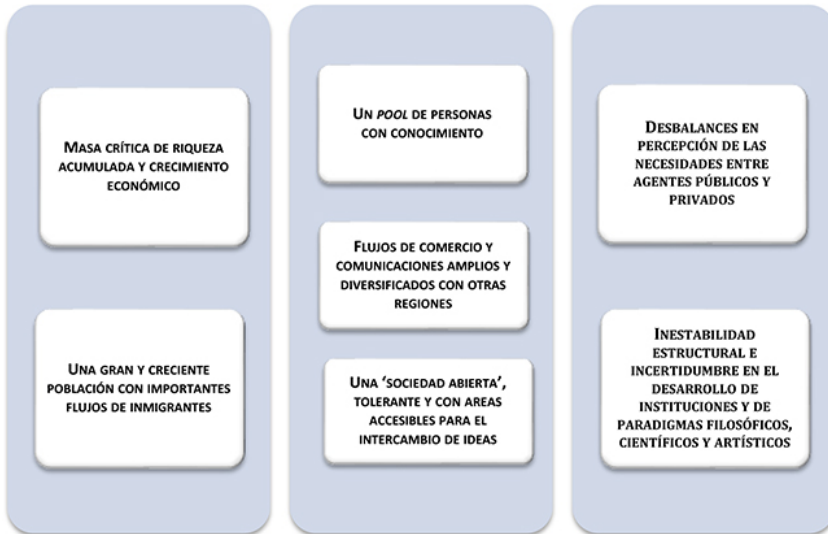 MASA CRÍTICA DE RIQUEZA
ACUMULADA Y CRECIMIENTO
ECONÓMICO
UNA GRAN Y CRECIENTE
POBLACIÓN CON IMPORTANTES
FLUJOS DE INMIGRANTES
UN POOL DE PERSONAS
CON CONOCIMIENTO
FLUJOS DE COMERCIO Y
COMUNICACIONES AMPLIOS Y
DIVERSIFICADOS CON OTRAS
REGIONES
UNA ‘SOCIEDAD ABIERTA’,
TOLERANTE Y CON AREAS
ACCESIBLES PARA EL
INTERCAMBIO DE IDEAS
DESBALANCES EN
PERCEPCIÓN DE LAS
NECESIDADES ENTRE
AGENTES PÚBLICOS Y
PRIVADOS
INESTABILIDAD
ESTRUCTURAL E
INCERTIDUMBRE EN EL
DESARROLLO DE
INSTITUCIONES Y DE
PARADIGMAS FILOSÓFICOS,
CIENTÍFICOS Y ARTÍSTICOS